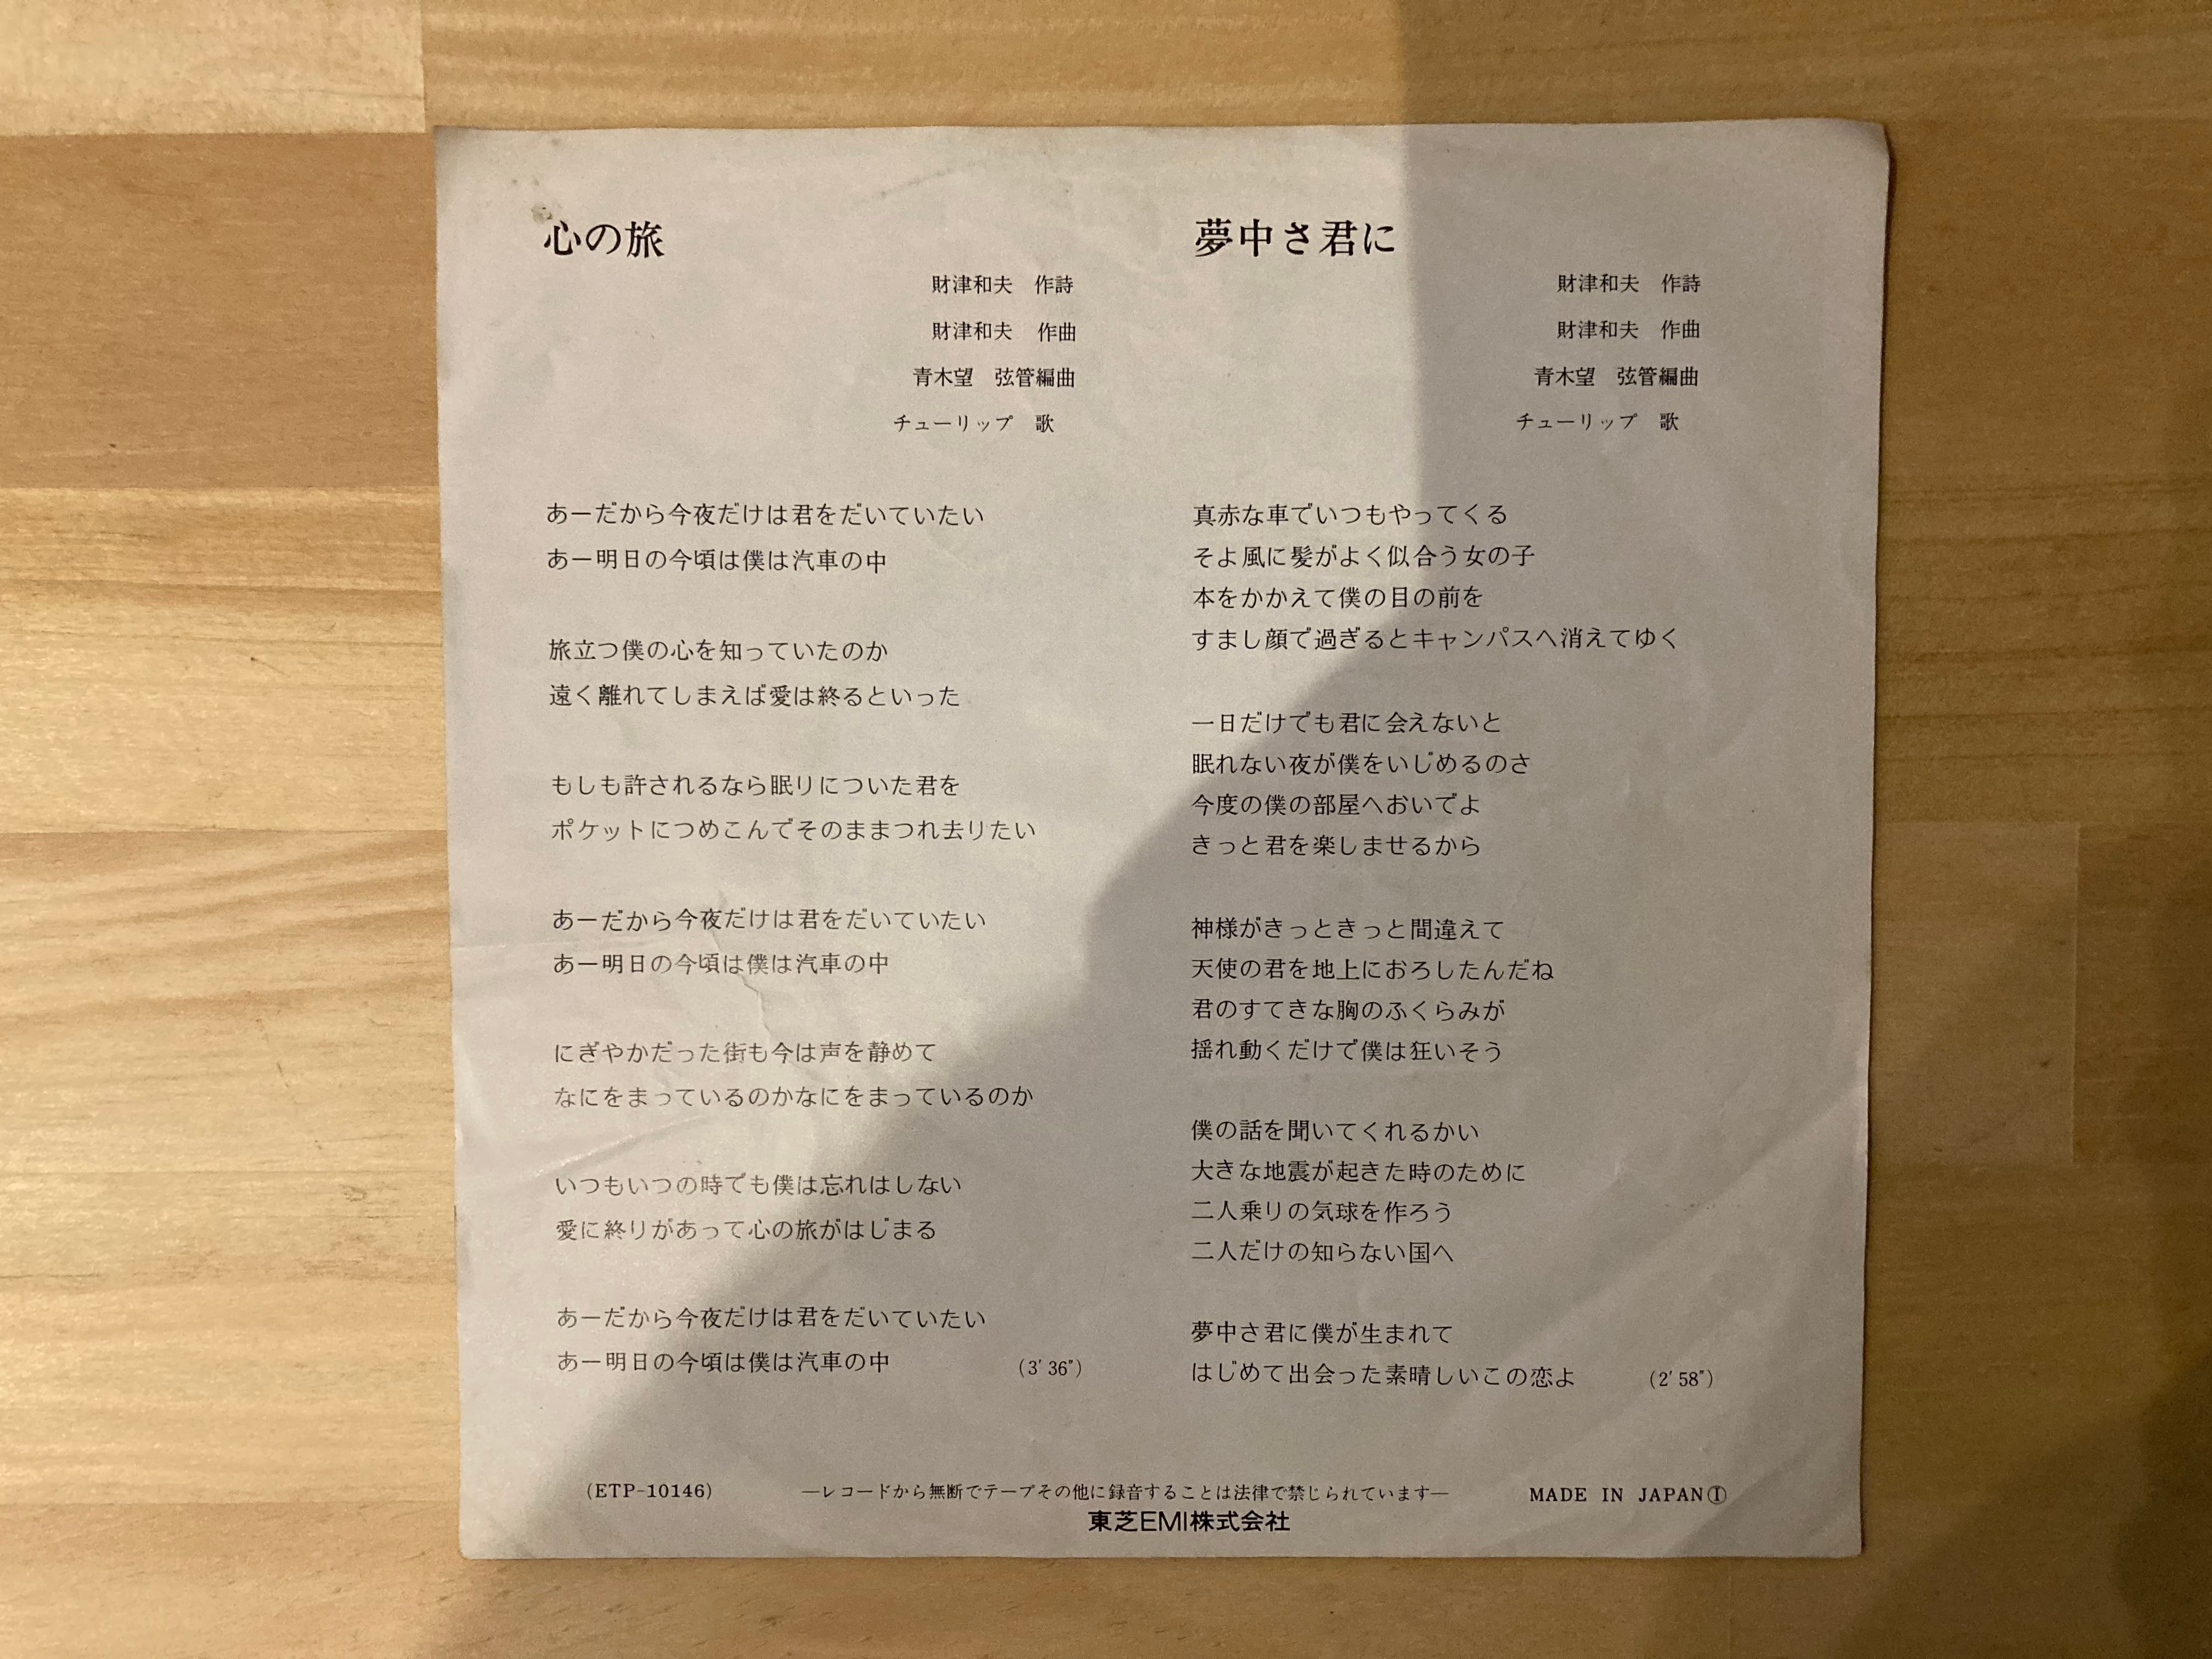 心の旅
財津和夫 作詩
財津和夫 作曲
青木望 弦管編曲
チューリップ 歌
あーだから今夜だけは君をだいていたい
あー明日の今頃は僕は汽車の中
旅立つ僕の心を知っていたのか
遠く離れてしまえば愛は終るといった
もしも許されるなら眠りについた君を
ポケットにつめこんでそのままつれ去りたい
あーだから今夜だけは君をだいていたい
あー明日の今頃は僕は汽車の中
にぎやかだった街も今は声を静めて
なにをまっているのかなにをまっているのか
いつもいつの時でも僕は忘れはしない
愛に終りがあって心の旅がはじまる
あーだから今夜だけは君をだいていたい
あー明日の今頃は僕は汽車の中 (3′36″)
夢中さ君に
財津和夫 作詩
財津和夫 作曲
青木望 弦管編曲
チューリップ 歌
真赤な車でいつもやってくる
そよ風に髪がよく似合う女の子
本をかかえて僕の目の前を
すまし顔で過ぎるとキャンパスへ消えてゆく
一日だけでも君に会えないと
眠れない夜が僕をいじめるのさ
今度の僕の部屋へおいでよ
きっと君を楽しませるから
神様がきっときっと間違えて
天使の君を地上におろしたんだね
君のすてきな胸のふくらみが
揺れ動くだけで僕は狂いそう
僕の話を聞いてくれるかい
大きな地震が起きた時のために
二人乗りの気球を作ろう
二人だけの知らない国へ
夢中さ君に僕が生まれて
はじめて出会った素晴しいこの恋よ (2′58″)
(ETP-10146) —レコードから無断でテープその他に録音することは法律で禁じられています— MADE IN JAPANⒾ
東芝EMI株式会社